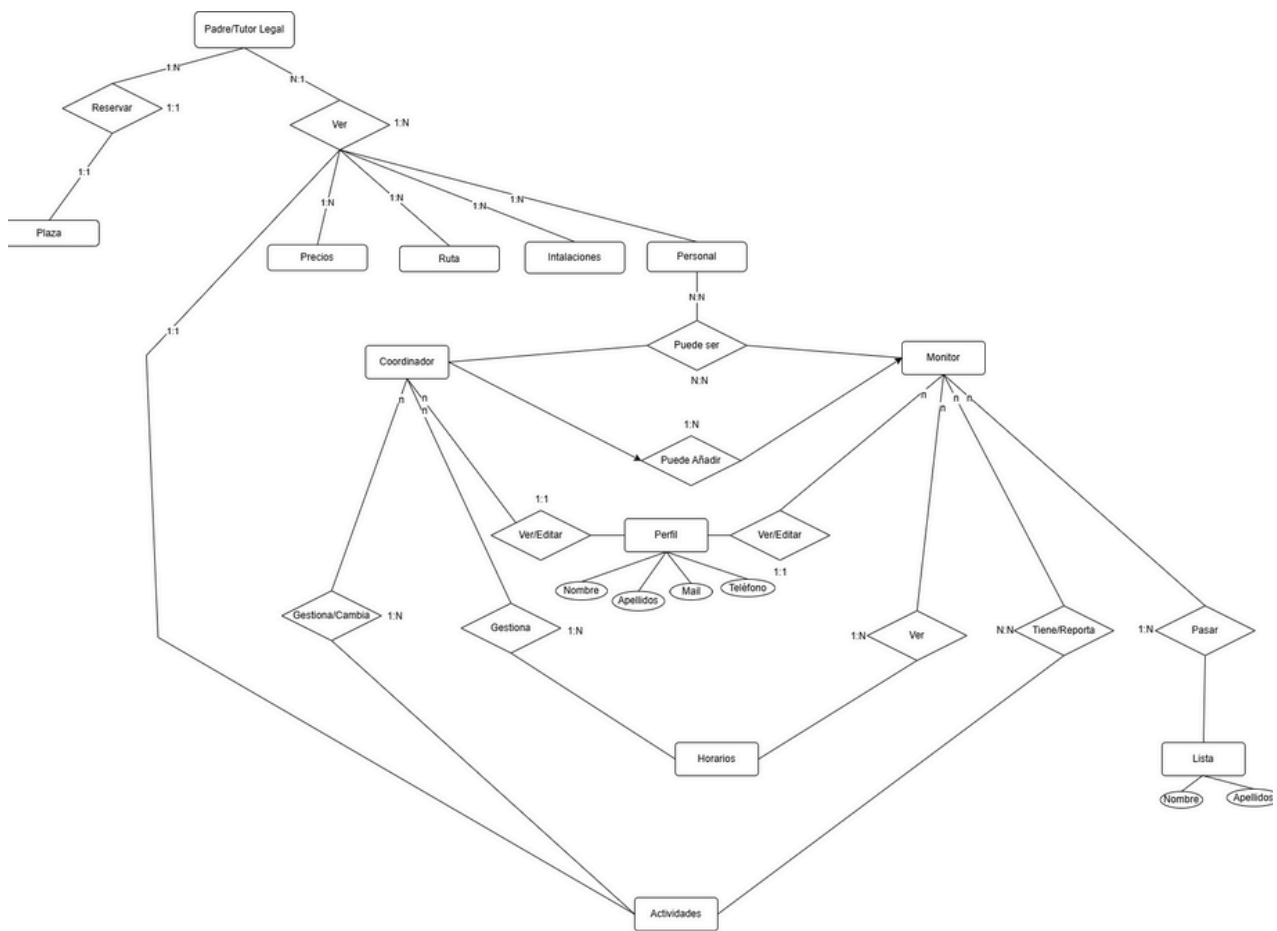 Padre/Tutor Legal
1:N
N:1
Reservar
1:1
Ver
1:N
1:1
Plaza
1:N
1:N
1:N
1:N
Precios
Ruta
Intalaciones
Personal
N:N
1:1
Puede ser
Coordinador
Monitor
N:N
n
n
n
n
n
n
n
1:N
Puede Añadir
1:1
Ver/Editar
Perfil
Ver/Editar
1:1
Nombre
Apellidos
Mail
Teléfono
Gestiona/Cambia
1:N
Gestiona
1:N
1:N
Ver
N:N
Tiene/Reporta
1:N
Pasar
Horarios
Lista
Nombre
Apellidos
Actividades